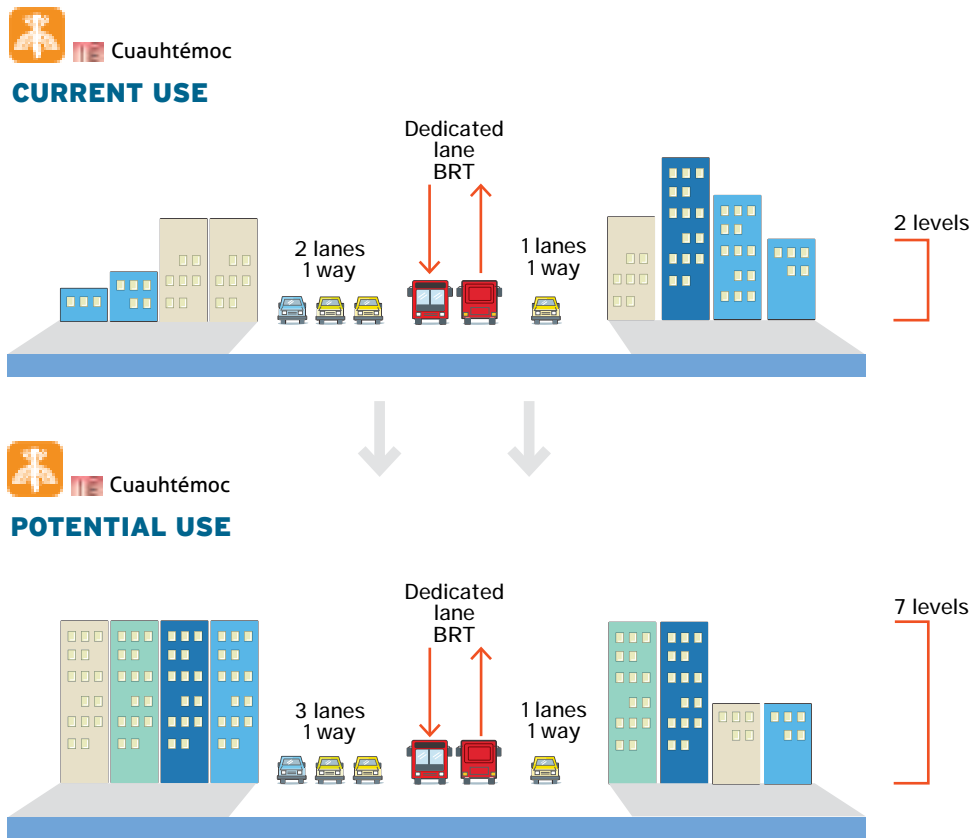 Cuauhtémoc
CURRENT USE
Dedicated
lane
BRT
2 lanes
1 way
1 lanes
1 way
2 levels
Cuauhtémoc
POTENTIAL USE
Dedicated
lane
BRT
3 lanes
1 way
1 lanes
1 way
7 levels